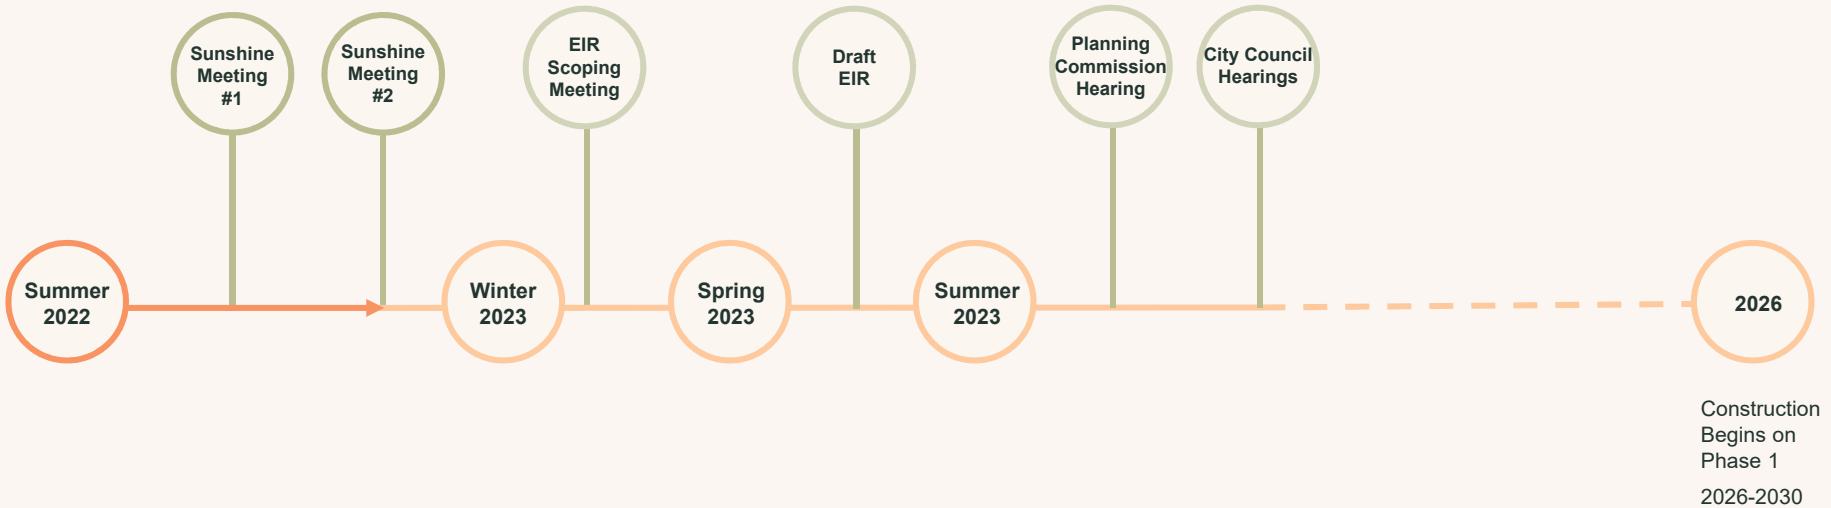 Sunshine
Meeting
#1
Sunshine
Meeting
#2
EIR
Scoping
Meeting
Draft
EIR
Planning
Commission
Hearing
City Council
Hearings
Summer
2022
Winter
2023
Spring
2023
Summer
2023
2026
Construction
Begins on
Phase 1
2026-2030